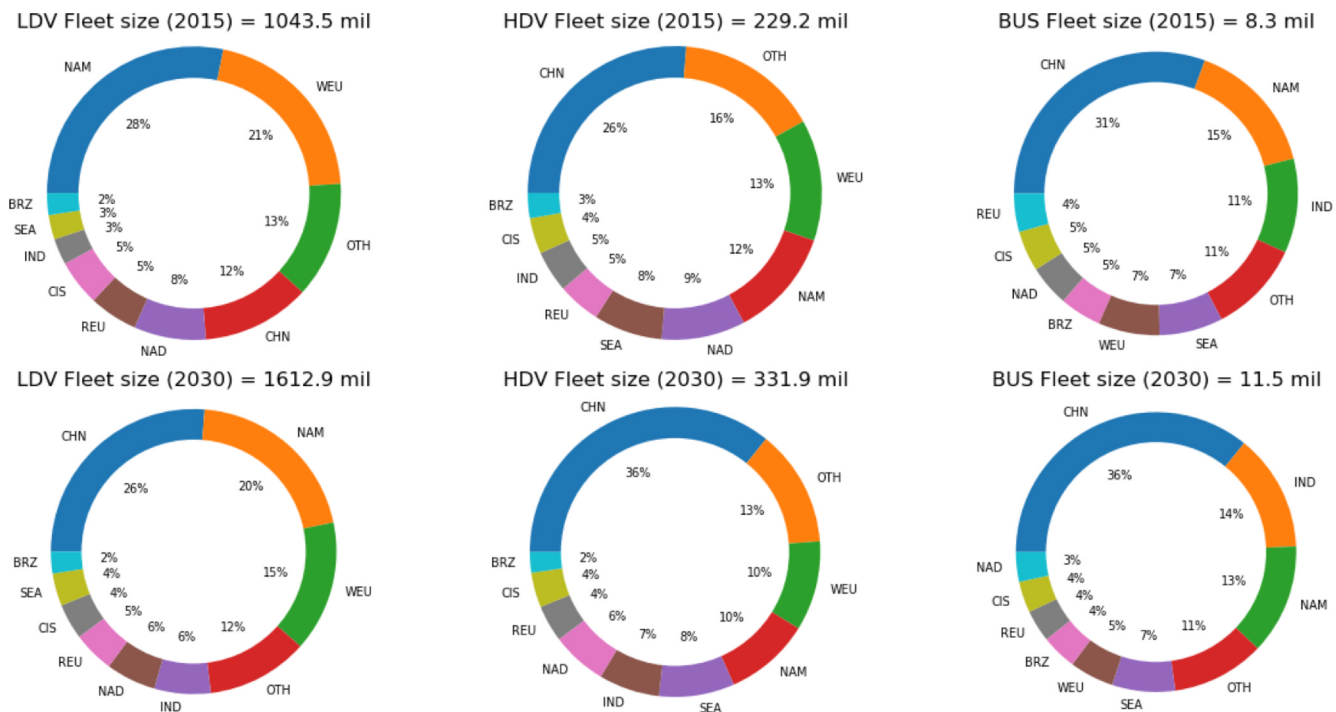 LDV Fleet size (2015) = 1043.5 mil
NAM
WEU
28%
21%
BRZ
2%
SEA
3%
3%
13%
OTH
IND
5%
CIS
5%
8%
12%
REU
NAD
CHN
HDV Fleet size (2015) = 229.2 mil
CHN
OTH
26%
16%
13%
WEU
BRZ
3%
4%
CIS
5%
12%
IND
5%
8%
9%
REU
NAM
SEA
NAD
BUS Fleet size (2015) = 8.3 mil
CHN
NAM
31%
15%
REU
4%
11%
IND
5%
CIS
5%
11%
5%
7%
7%
NAD
OTH
BRZ
WEU
SEA
LDV Fleet size (2030) = 1612.9 mil
CHN
NAM
26%
20%
BRZ
2%
4%
15%
SEA
WEU
4%
CIS
5%
6%
6%
12%
REU
NAD
OTH
IND
HDV Fleet size (2030) = 331.9 mil
CHN
OTH
36%
13%
BRZ
2%
10%
CIS
4%
WEU
4%
REU
6%
10%
7%
8%
NAD
NAM
IND
SEA
BUS Fleet size (2030) = 11.5 mil
CHN
IND
36%
14%
NAD
3%
4%
13%
CIS
4%
NAM
REU
4%
5%
7%
11%
BRZ
WEU
OTH
SEA